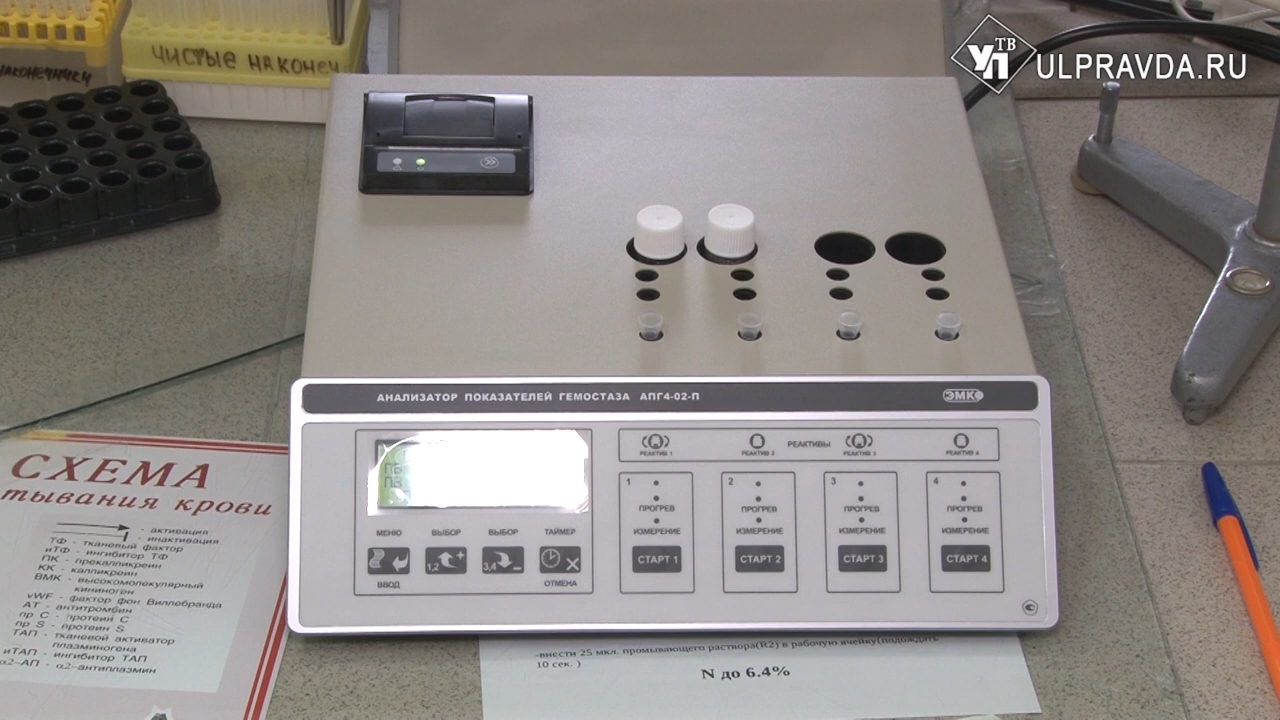 ЧИСТЫЕ НАКОНЕЧ
НАКОНЕЧНИКИ
УП ТВ
ULPRAVDA.RU
АНАЛИЗАТОР ПОКАЗАТЕЛЕЙ ГЕМОСТАЗА АПГ4-02-П
ЭМКО
РЕАКТИВЫ
РЕАКТИВ 1
РЕАКТИВ 2
РЕАКТИВ 3
РЕАКТИВ 4
МЕНЮ
ВЫБОР
ВЫБОР
ТАЙМЕР
1,2
+
3,4
-
ВВОД
ОТМЕНА
1
ПРОГРЕВ
ИЗМЕРЕНИЕ
СТАРТ 1
2
ПРОГРЕВ
ИЗМЕРЕНИЕ
СТАРТ 2
3
ПРОГРЕВ
ИЗМЕРЕНИЕ
СТАРТ 3
4
ПРОГРЕВ
ИЗМЕРЕНИЕ
СТАРТ 4
СХЕМА
тывания крови
- активация
- инактивация
ТФ - тканевый фактор
иТФ - ингибитор ТФ
ПК - прекалликреин
КК - калликреин
ВМК - высокомолекулярный
кининоген
vWF - фактор фон Виллебранда
АТ - антитромбин
пр С - протеин С
пр S - протеин S
ТАП - тканевой активатор
плазминогена
иТАП - ингибитор ТАП
α2-АП - α2-антиплазмин
-внести 25 мкл. промывающего раствора(R2) в рабочую ячейку(подождать
10 сек. )
N до 6.4%